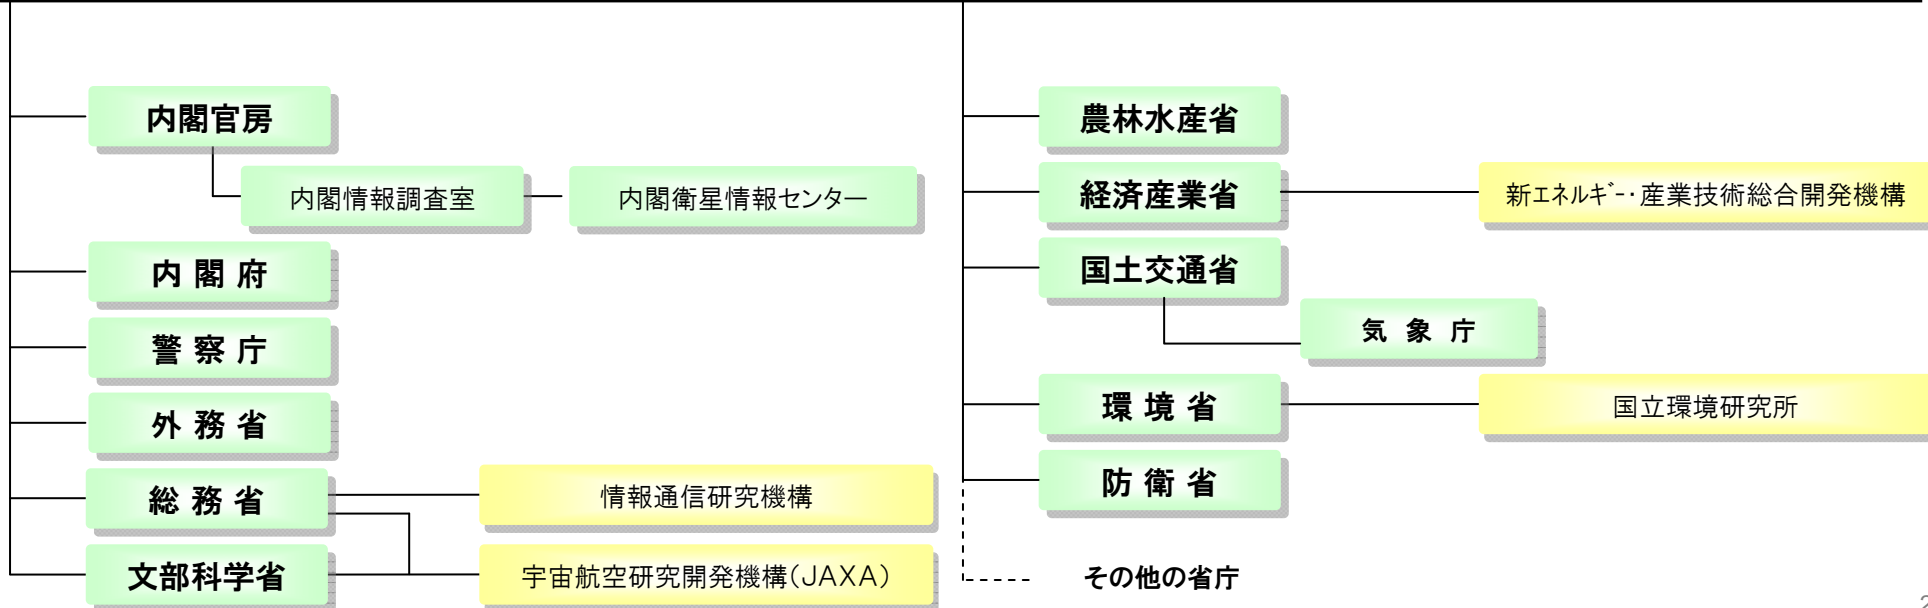 内閣官房
内閣情報調査室
内閣衛星情報センター
内 閣 府
警 察 庁
外 務 省
総 務 省
情報通信研究機構
文部科学省
宇宙航空研究開発機構(JAXA)
農林水産省
経済産業省
新エネルギー・産業技術総合開発機構
国土交通省
気 象 庁
環 境 省
国立環境研究所
防 衛 省
その他の省庁